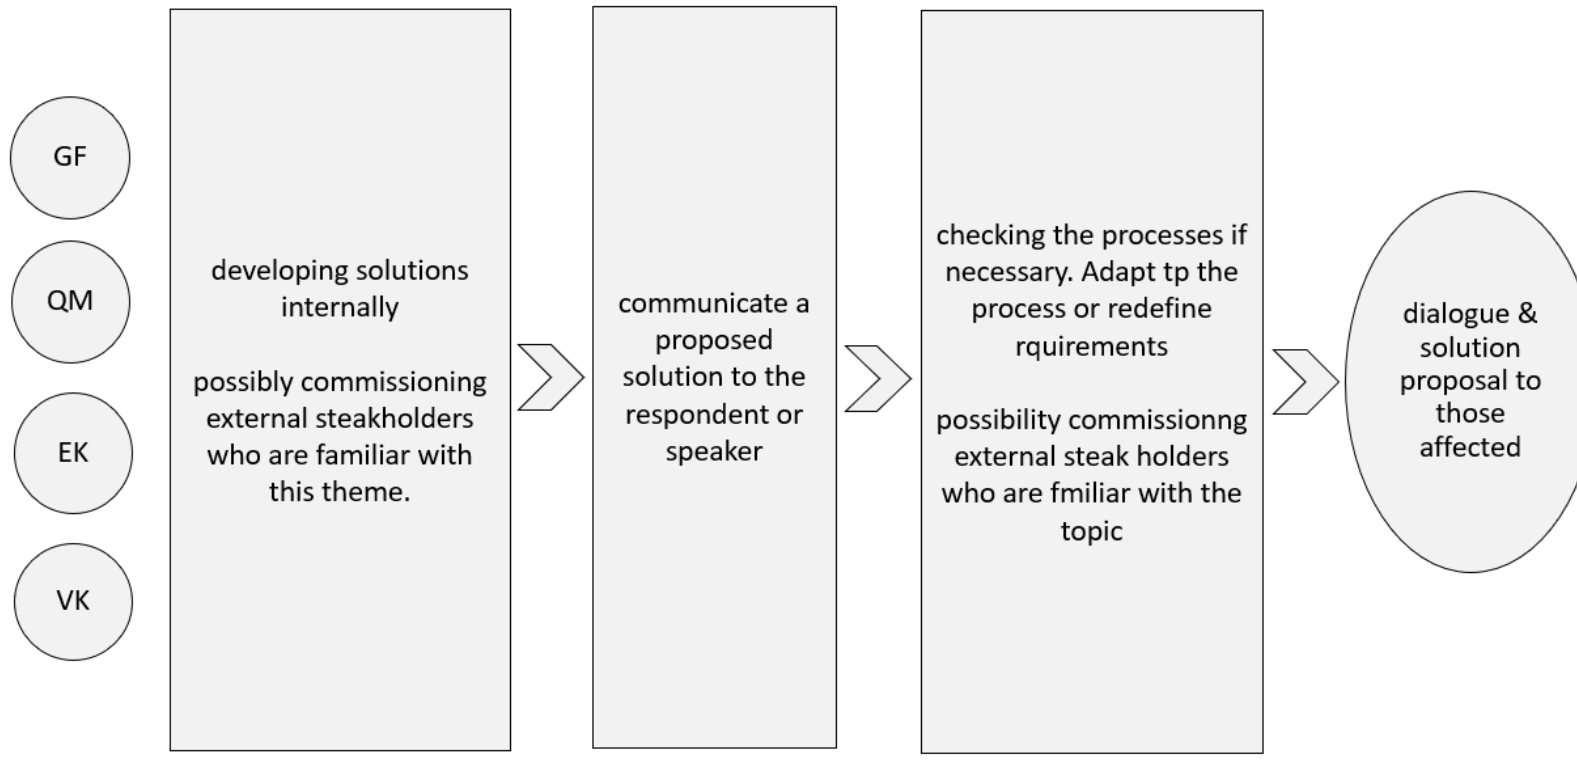 GF
QM
EK
VK
developing solutions
internally
possibly commissioning
external steakholders
who are familiar with
this theme.
communicate a
proposed
solution to the
respondent or
speaker
checking the processes if
necessary. Adapt tp the
process or redefine
rquirements
possibility commissionng
external steak holders
who are fmiliar with the
topic
dialogue &
solution
proposal to
those
affected